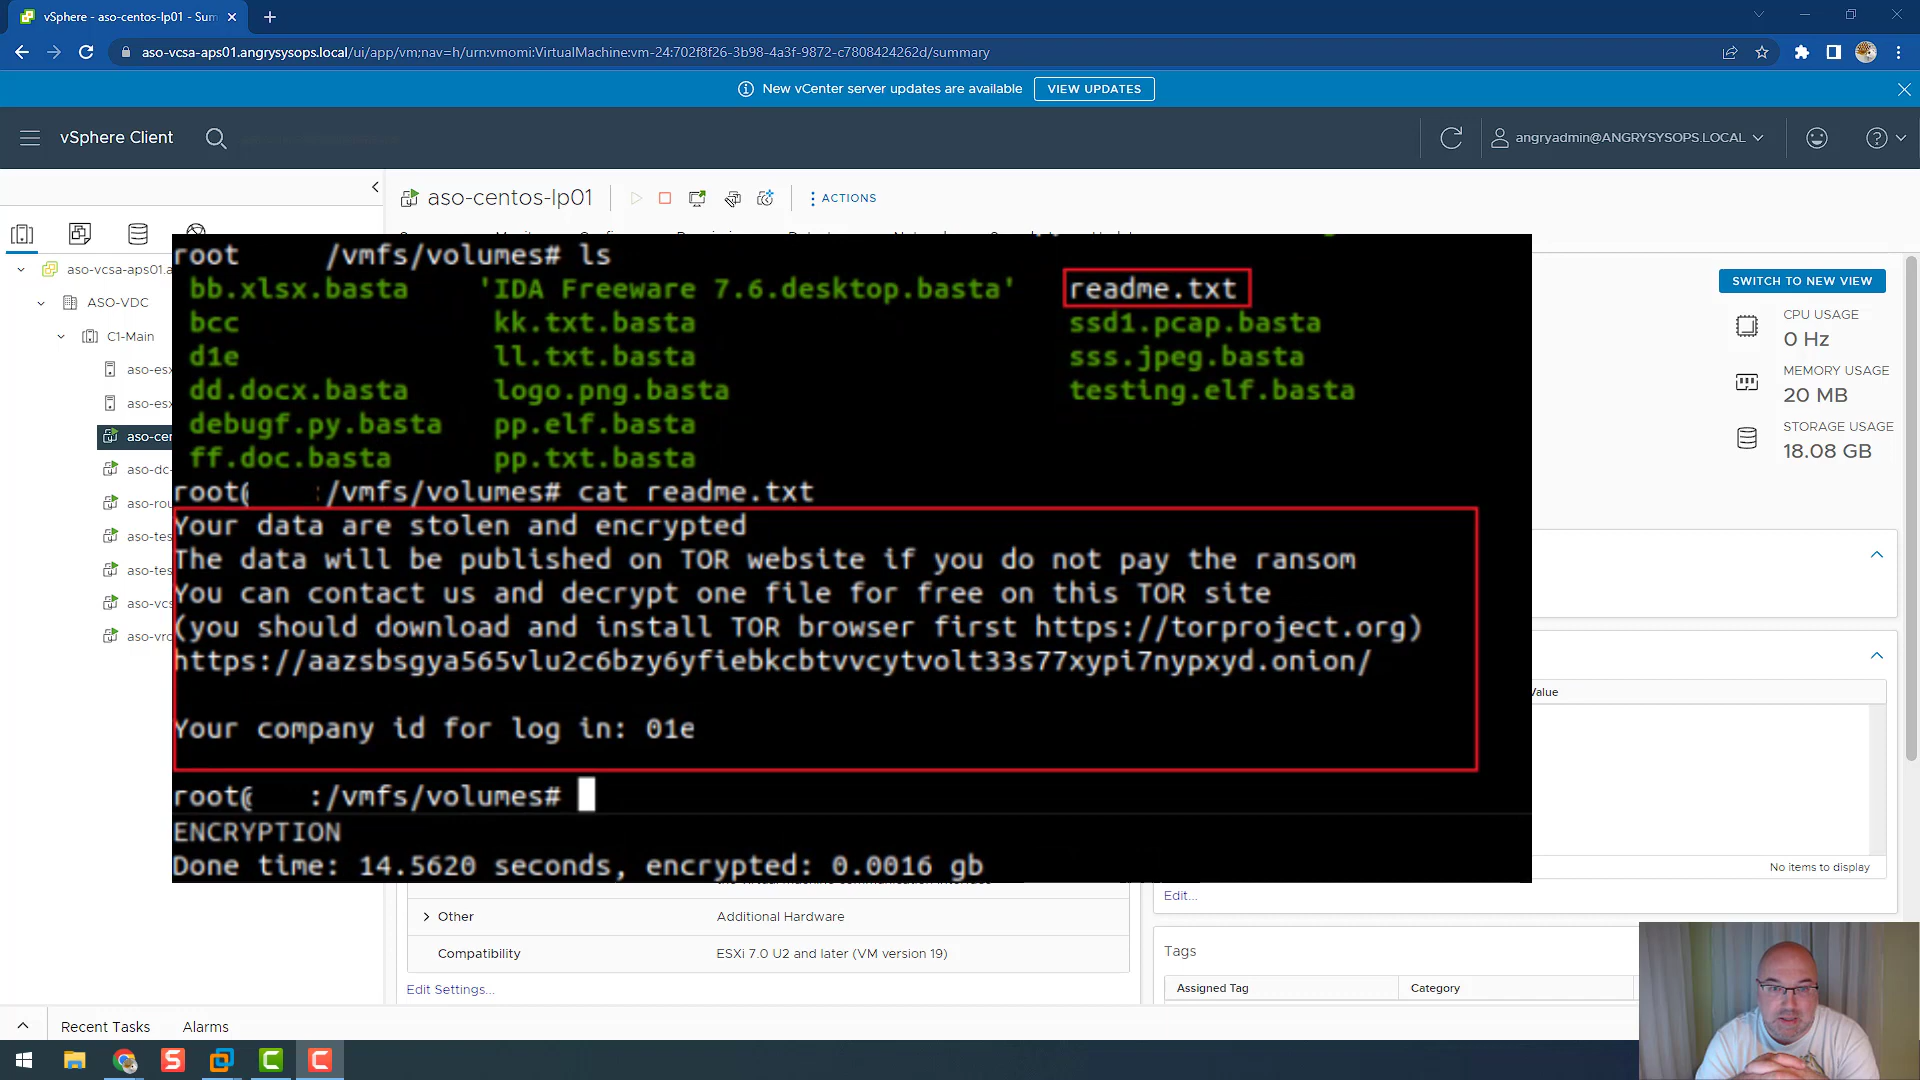 vSphere - aso-centos-lp01 - Sum
aso-vcsa-aps01.angrysysops.local/ui/app/vm;nav=h/urn:vmomi:VirtualMachine:vm-24:702f8f26-3b98-4a3f-9872-c7808424262d/summary
New vCenter server updates are available
VIEW UPDATES
vSphere Client
angryadmin@ANGRYSYSOPS.LOCAL
aso-centos-lp01
ACTIONS
aso-vcsa-aps01.a
ASO-VDC
C1-Main
aso-esx
aso-esx
aso-cen
aso-dc-
aso-rou
aso-tes
aso-tes
aso-vcs
aso-vro
root /vmfs/volumes# ls
bb.xlsx.basta 'IDA Freeware 7.6.desktop.basta' readme.txt
bcc kk.txt.basta ssd1.pcap.basta
d1e ll.txt.basta sss.jpeg.basta
dd.docx.basta logo.png.basta testing.elf.basta
debugf.py.basta pp.elf.basta
ff.doc.basta pp.txt.basta
root@ :/vmfs/volumes# cat readme.txt
Your data are stolen and encrypted
The data will be published on TOR website if you do not pay the ransom
You can contact us and decrypt one file for free on this TOR site
(you should download and install TOR browser first https://torproject.org)
https://aazsbsgya565vlu2c6bzy6yfiebkcbtvvcytvolt33s77xypi7nypxyd.onion/
Your company id for log in: 01e
root@ :/vmfs/volumes#
ENCRYPTION
Done time: 14.5620 seconds, encrypted: 0.0016 gb
SWITCH TO NEW VIEW
CPU USAGE
0 Hz
MEMORY USAGE
20 MB
STORAGE USAGE
18.08 GB
Value
No items to display
Edit...
Other Additional Hardware
Compatibility ESXi 7.0 U2 and later (VM version 19)
Edit Settings...
Tags
Assigned Tag Category
Recent Tasks Alarms